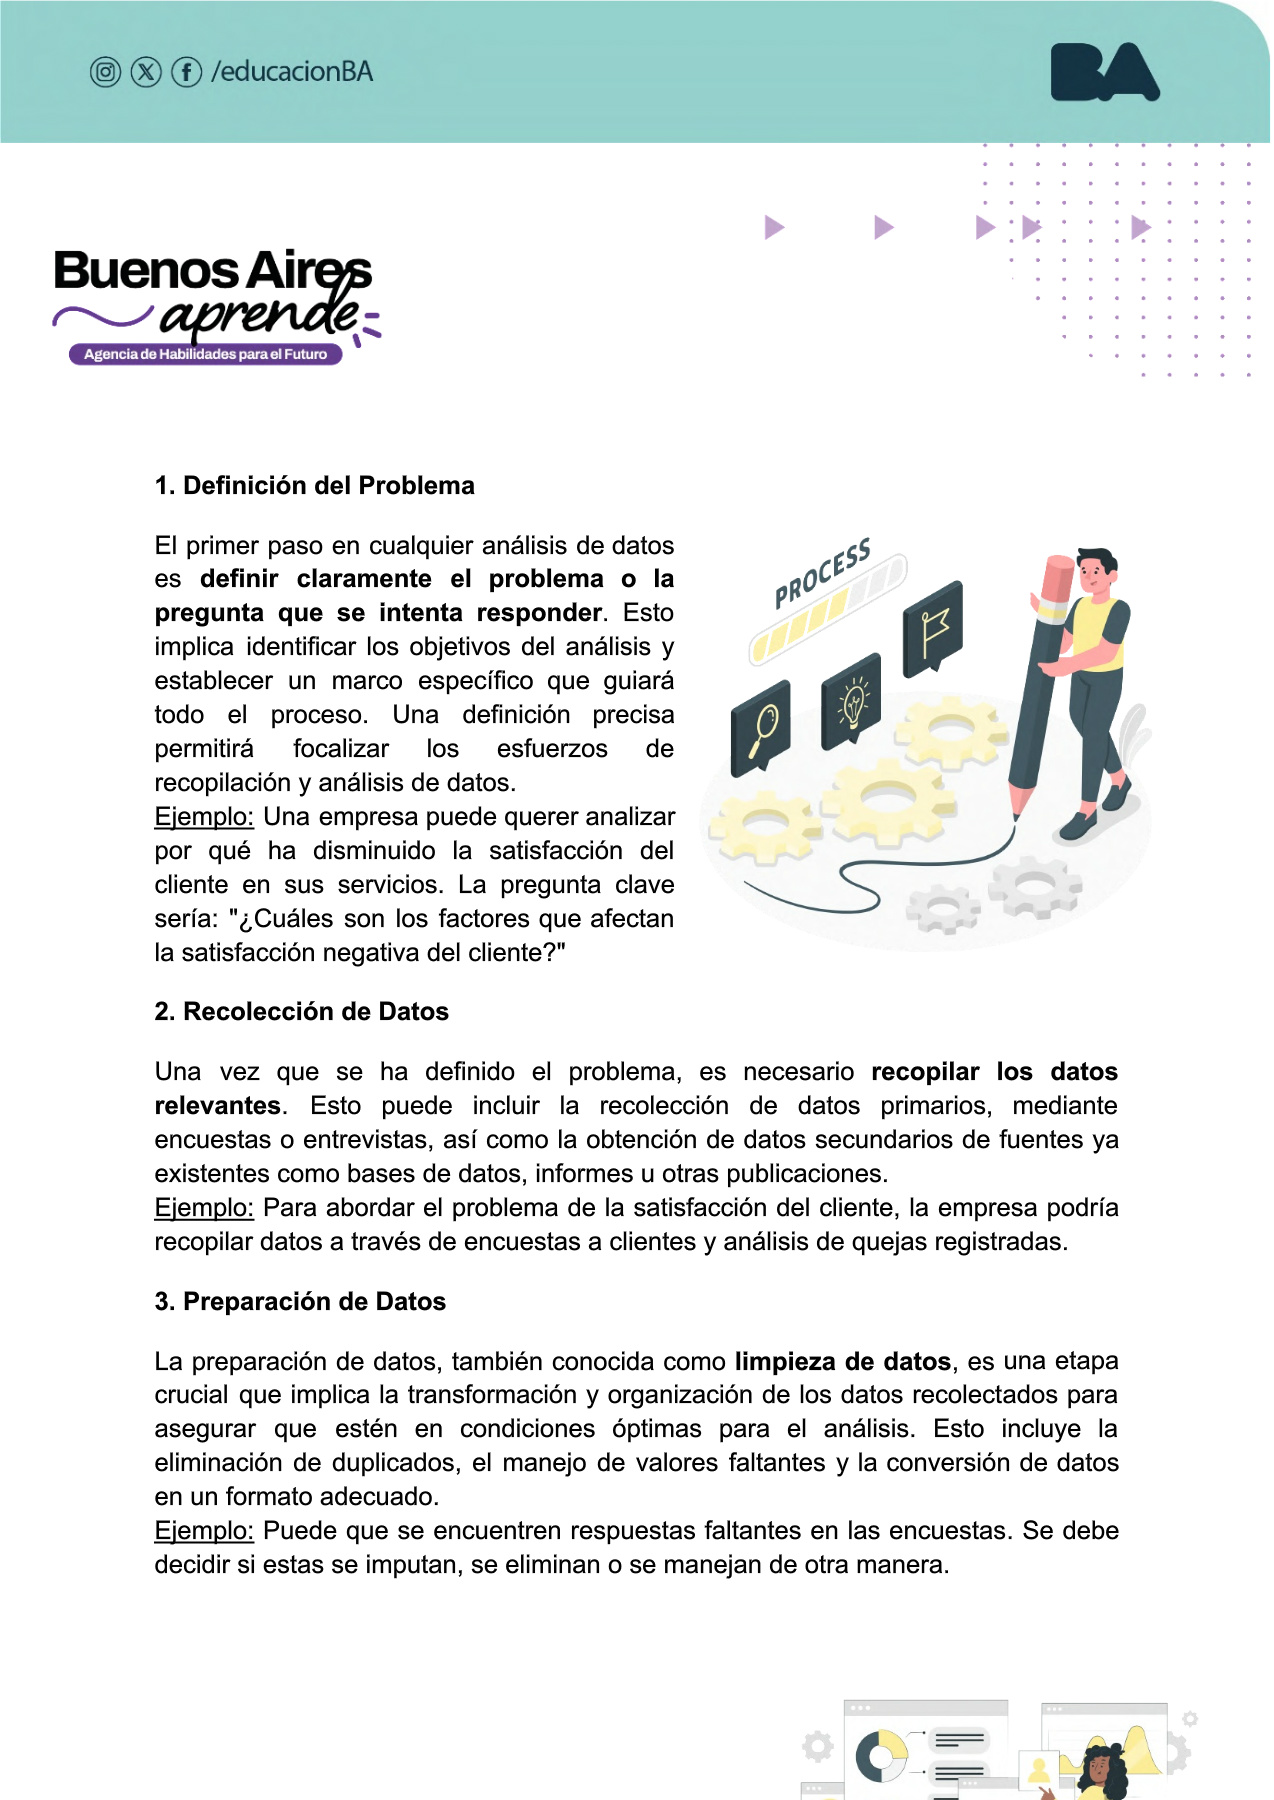 /educacionBA
BA
Buenos Aires
aprende
Agencia de Habilidades para el Futuro
1. Definición del Problema
El primer paso en cualquier análisis de datos
es definir claramente el problema o la
pregunta que se intenta responder. Esto
implica identificar los objetivos del análisis y
establecer un marco específico que guiará
todo el proceso. Una definición precisa
permitirá focalizar los esfuerzos de
recopilación y análisis de datos.
Ejemplo: Una empresa puede querer analizar
por qué ha disminuido la satisfacción del
cliente en sus servicios. La pregunta clave
sería: "¿Cuáles son los factores que afectan
la satisfacción negativa del cliente?"
PROCESS
2. Recolección de Datos
Una vez que se ha definido el problema, es necesario recopilar los datos
relevantes. Esto puede incluir la recolección de datos primarios, mediante
encuestas o entrevistas, así como la obtención de datos secundarios de fuentes ya
existentes como bases de datos, informes u otras publicaciones.
Ejemplo: Para abordar el problema de la satisfacción del cliente, la empresa podría
recopilar datos a través de encuestas a clientes y análisis de quejas registradas.
3. Preparación de Datos
La preparación de datos, también conocida como limpieza de datos, es una etapa
crucial que implica la transformación y organización de los datos recolectados para
asegurar que estén en condiciones óptimas para el análisis. Esto incluye la
eliminación de duplicados, el manejo de valores faltantes y la conversión de datos
en un formato adecuado.
Ejemplo: Puede que se encuentren respuestas faltantes en las encuestas. Se debe
decidir si estas se imputan, se eliminan o se manejan de otra manera.